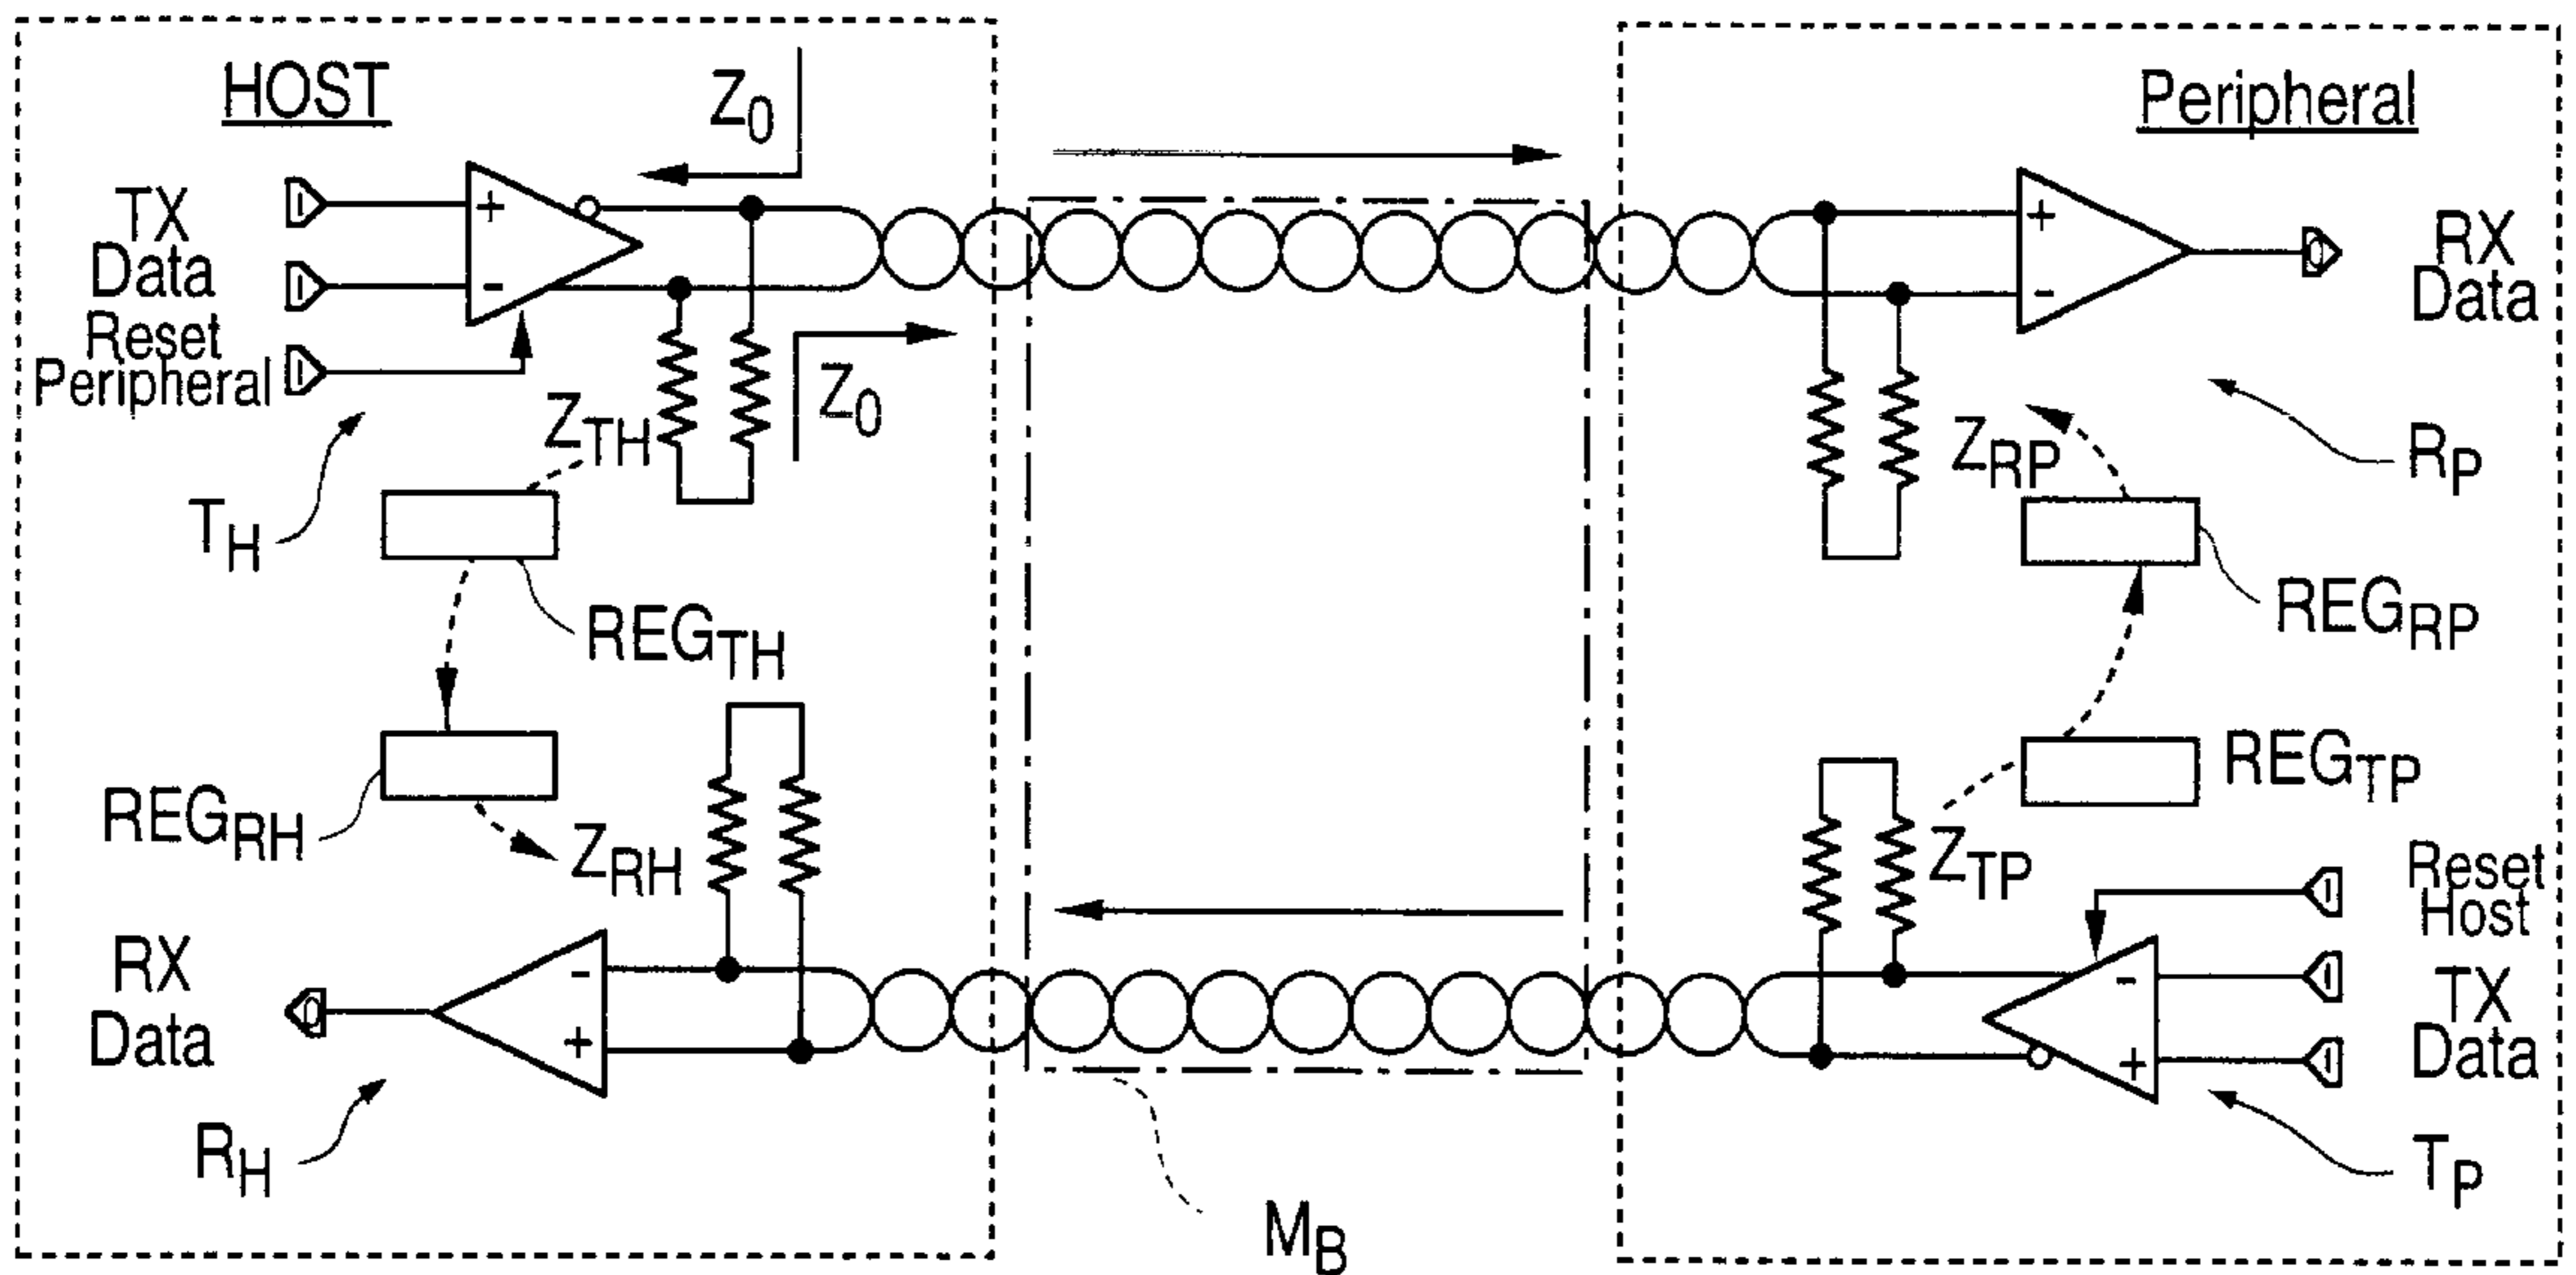 HOST
Z0
Peripheral
TX
Data
+
-
Reset
Peripheral
I
I
I
ZTH
Z0
TH
REGTH
REGRH
ZRH
RX
Data
O
-
+
RH
MB
+
-
O
RX
Data
ZRP
RP
REGRP
REGTP
ZTP
Reset
Host
I
I
I
-
+
TX
Data
TP